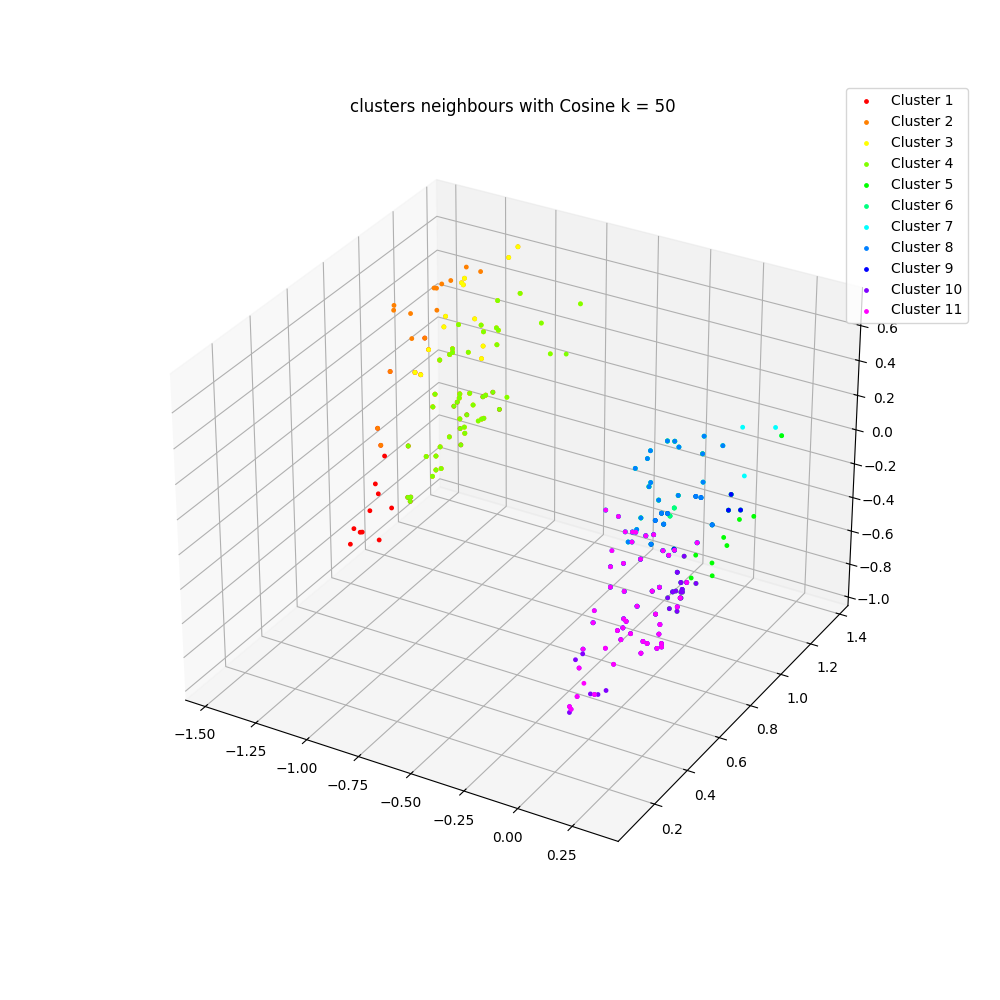 clusters neighbours with Cosine k = 50
Cluster 1
Cluster 2
Cluster 3
Cluster 4
Cluster 5
Cluster 6
Cluster 7
Cluster 8
Cluster 9
Cluster 10
Cluster 11
0.6
0.4
0.2
0.0
−0.2
−0.4
−0.6
−0.8
−1.0
1.4
1.2
1.0
0.8
0.6
0.4
0.2
−1.50
−1.25
−1.00
−0.75
−0.50
−0.25
0.00
0.25